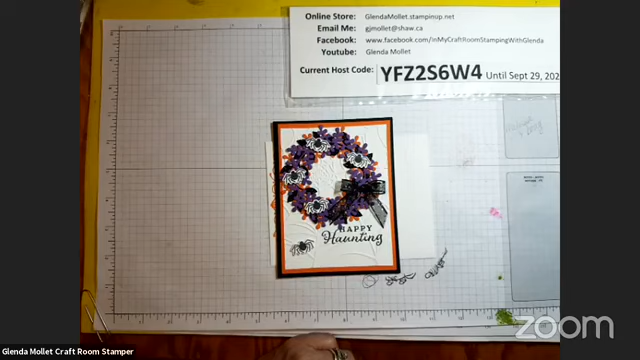 Online Store: GlendaMollet.stampinup.net
Email Me: gjmollet@shaw.ca
Facebook: www.facebook.com/inMyCraftRoomStampingWithGlenda
Youtube: Glenda Mollet
Current Host Code: YFZ2S6W4 Until Sept 29, 202
HAPPY
Haunting
zoom
Glenda Mollet Craft Room Stamper